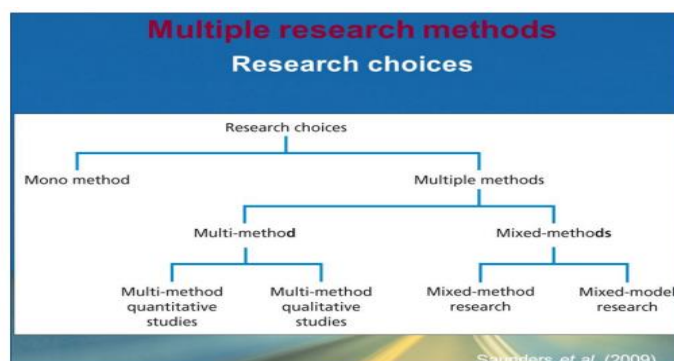 Multiple research methods
Research choices
Research choices
Mono method
Multiple methods
Multi-method
Mixed-methods
Multi-method quantitative studies
Multi-method qualitative studies
Mixed-method research
Mixed-model research
Saunders et al. (2009)